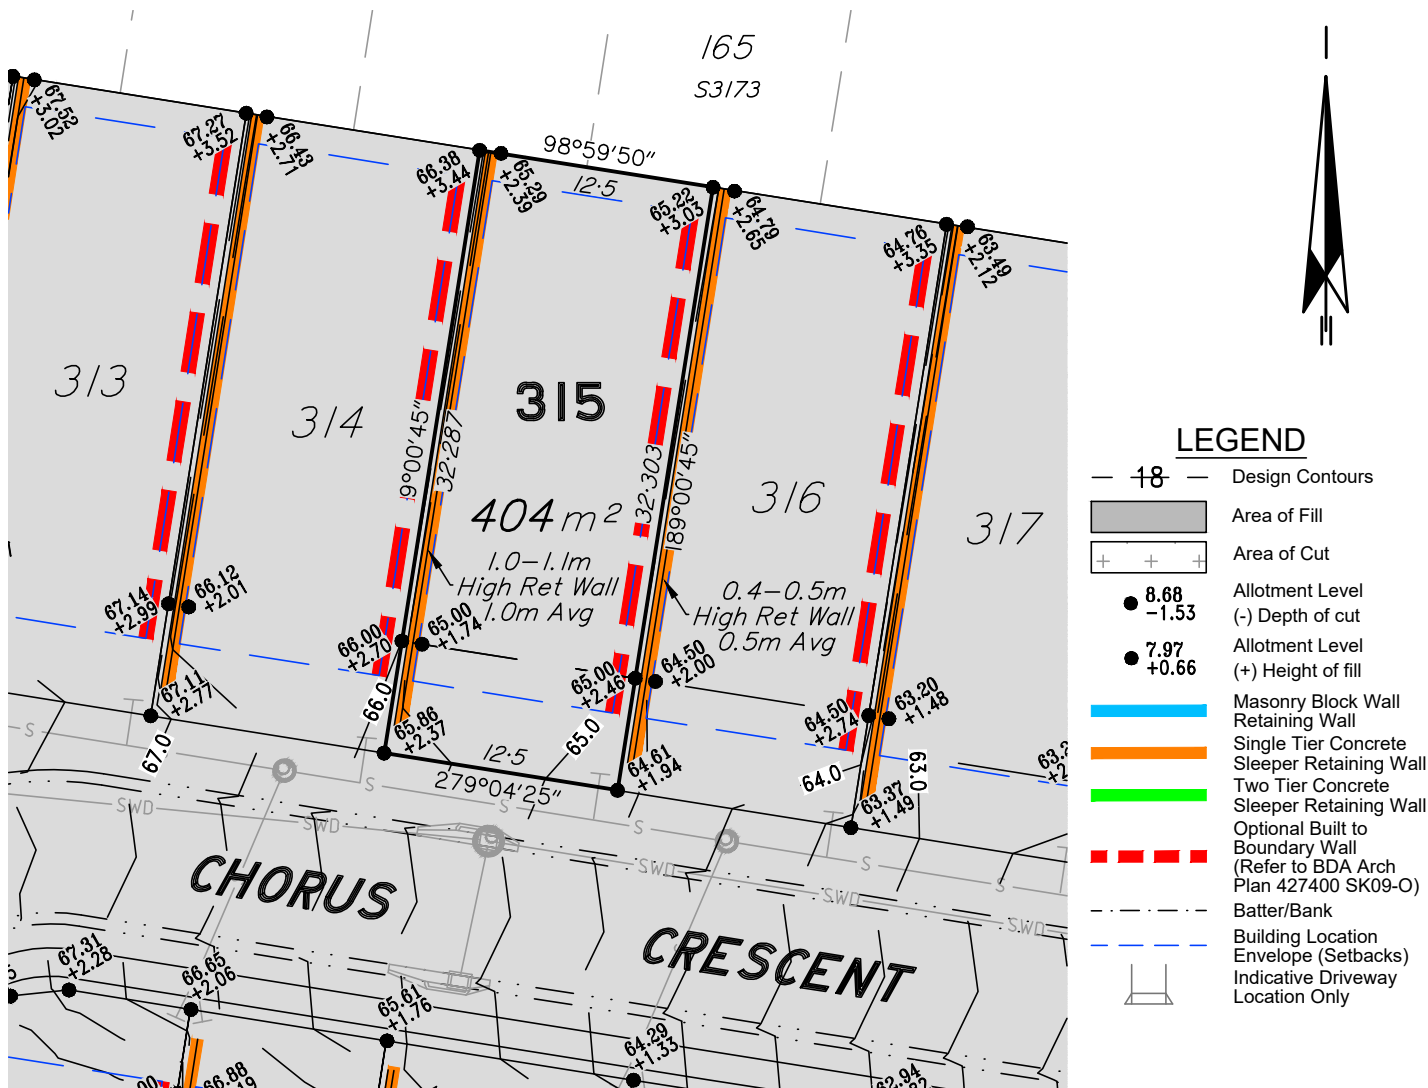 165
S3173
98°59'50"
12·5
67.52
+3.02
67.27
+3.52
66.43
+2.71
66.38
+3.44
65.29
+2.39
65.22
+3.03
64.79
+2.65
64.76
+3.35
63.49
+2.12
313
314
315
316
317
9°00'45"
32·287
32·303
189°00'45"
404m²
1.0–1.1m
High Ret Wall
1.0m Avg
0.4–0.5m
High Ret Wall
0.5m Avg
67.14
+2.99
66.12
+2.01
66.00
+2.70
65.00
+1.74
65.00
+2.46
64.50
+2.00
64.50
+2.74
63.20
+1.48
67.11
+2.77
65.86
+2.37
64.61
+1.94
63.37
+1.49
67.0
66.0
65.0
64.0
63.0
12·5
279°04'25"
S
S
S
S
S
SWD
SWD
SWD
SWD
CHORUS
CRESCENT
67.31
+2.28
66.65
+2.06
65.61
+1.76
64.29
+1.33
66.88
62.94
LEGEND
18 Design Contours
Area of Fill
Area of Cut
8.68
-1.53
Allotment Level
(-) Depth of cut
7.97
+0.66
Allotment Level
(+) Height of fill
Masonry Block Wall
Retaining Wall
Single Tier Concrete
Sleeper Retaining Wall
Two Tier Concrete
Sleeper Retaining Wall
Optional Built to
Boundary Wall
(Refer to BDA Arch
Plan 427400 SK09-O)
Batter/Bank
Building Location
Envelope (Setbacks)
Indicative Driveway
Location Only